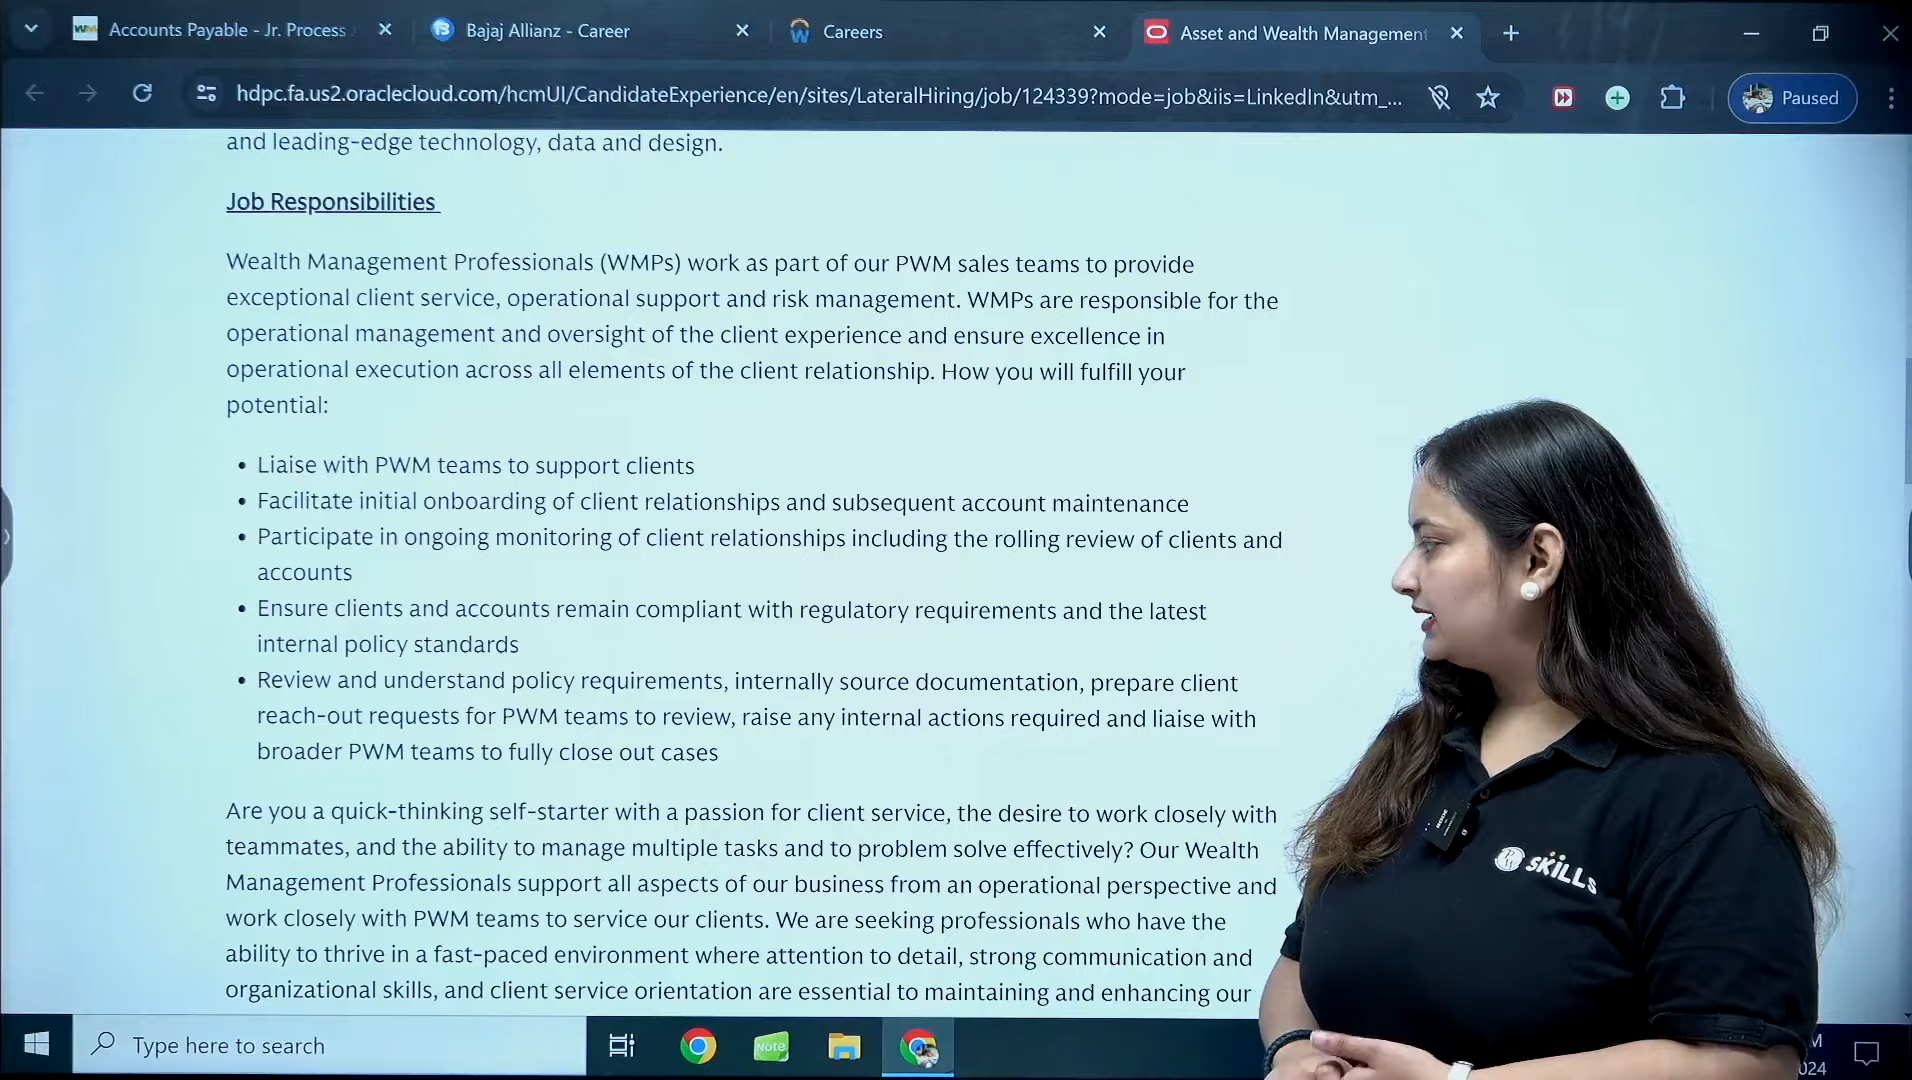 Accounts Payable - Jr. Process
Bajaj Allianz - Career
Careers
Asset and Wealth Management
hdpc.fa.us2.oraclecloud.com/hcmUI/CandidateExperience/en/sites/LateralHiring/job/124339?mode=job&iis=LinkedIn&utm_...
Paused
and leading-edge technology, data and design.
Job Responsibilities
Wealth Management Professionals (WMPs) work as part of our PWM sales teams to provide
exceptional client service, operational support and risk management. WMPs are responsible for the
operational management and oversight of the client experience and ensure excellence in
operational execution across all elements of the client relationship. How you will fulfill your
potential:
• Liaise with PWM teams to support clients
• Facilitate initial onboarding of client relationships and subsequent account maintenance
• Participate in ongoing monitoring of client relationships including the rolling review of clients and
accounts
• Ensure clients and accounts remain compliant with regulatory requirements and the latest
internal policy standards
• Review and understand policy requirements, internally source documentation, prepare client
reach-out requests for PWM teams to review, raise any internal actions required and liaise with
broader PWM teams to fully close out cases
Are you a quick-thinking self-starter with a passion for client service, the desire to work closely with
teammates, and the ability to manage multiple tasks and to problem solve effectively? Our Wealth
Management Professionals support all aspects of our business from an operational perspective and
work closely with PWM teams to service our clients. We are seeking professionals who have the
ability to thrive in a fast-paced environment where attention to detail, strong communication and
organizational skills, and client service orientation are essential to maintaining and enhancing our
SKILLS
Type here to search
Note
M
024